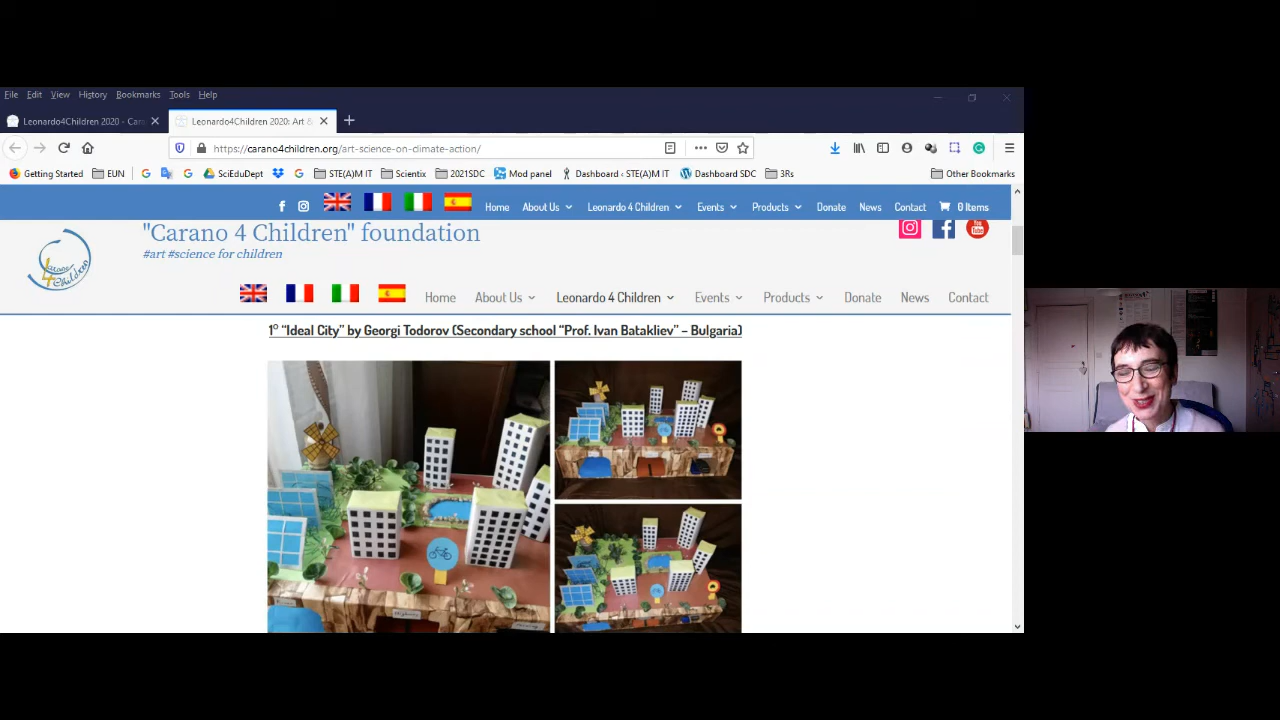 File Edit View History Bookmarks Tools Help
Leonardo4Children 2020 - Cara
Leonardo4Children 2020: Art &
https://carano4children.org/art-science-on-climate-action/
Getting Started EUN SciEduDept STE(A)M IT Scientix 2021SDC Mod panel Dashboard ‹ STE(A)M IT Dashboard SDC 3Rs Other Bookmarks
Home About Us Leonardo 4 Children Events Products Donate News Contact 0 Items
"Carano 4 Children" foundation
#art #science for children
Carano 4 Children
Home About Us Leonardo 4 Children Events Products Donate News Contact
1° “Ideal City” by Georgi Todorov (Secondary school “Prof. Ivan Batakliev” – Bulgaria)